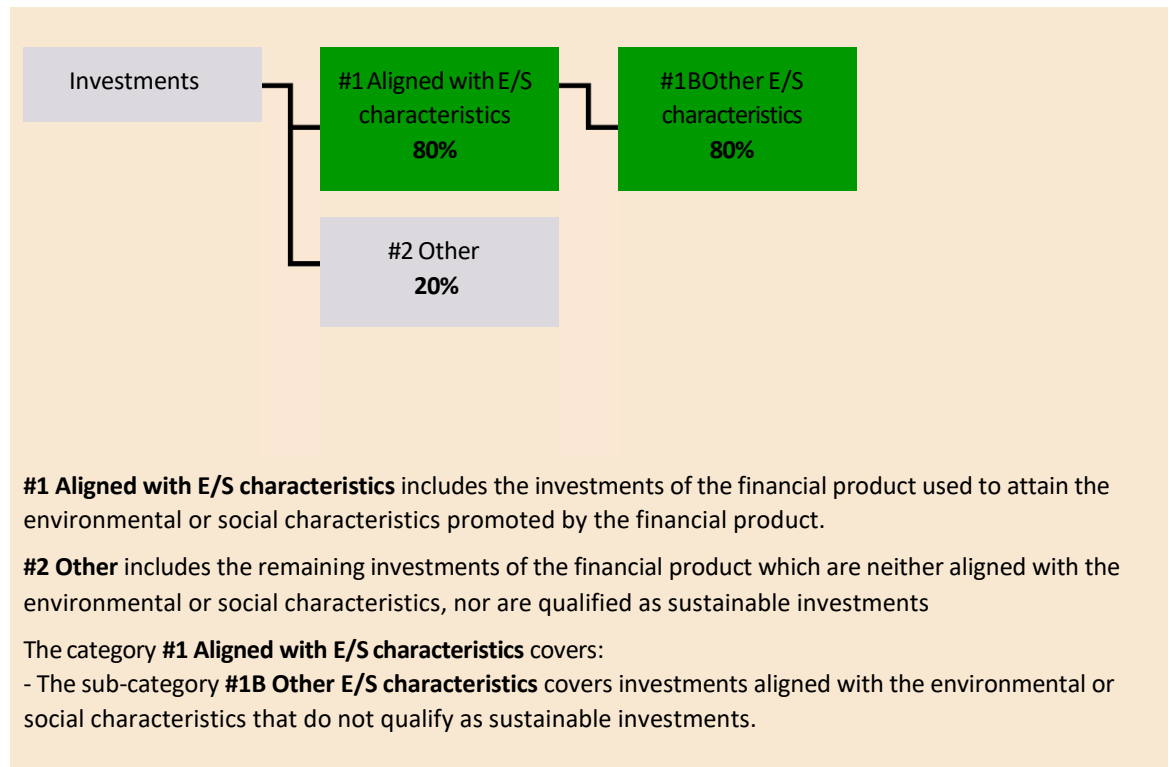 Investments
#1 Aligned with E/S
characteristics
80%
#1BOther E/S
characteristics
80%
#2 Other
20%
#1 Aligned with E/S characteristics includes the investments of the financial product used to attain the
environmental or social characteristics promoted by the financial product.
#2 Other includes the remaining investments of the financial product which are neither aligned with the
environmental or social characteristics, nor are qualified as sustainable investments
The category #1 Aligned with E/S characteristics covers:
- The sub-category #1B Other E/S characteristics covers investments aligned with the environmental or
social characteristics that do not qualify as sustainable investments.